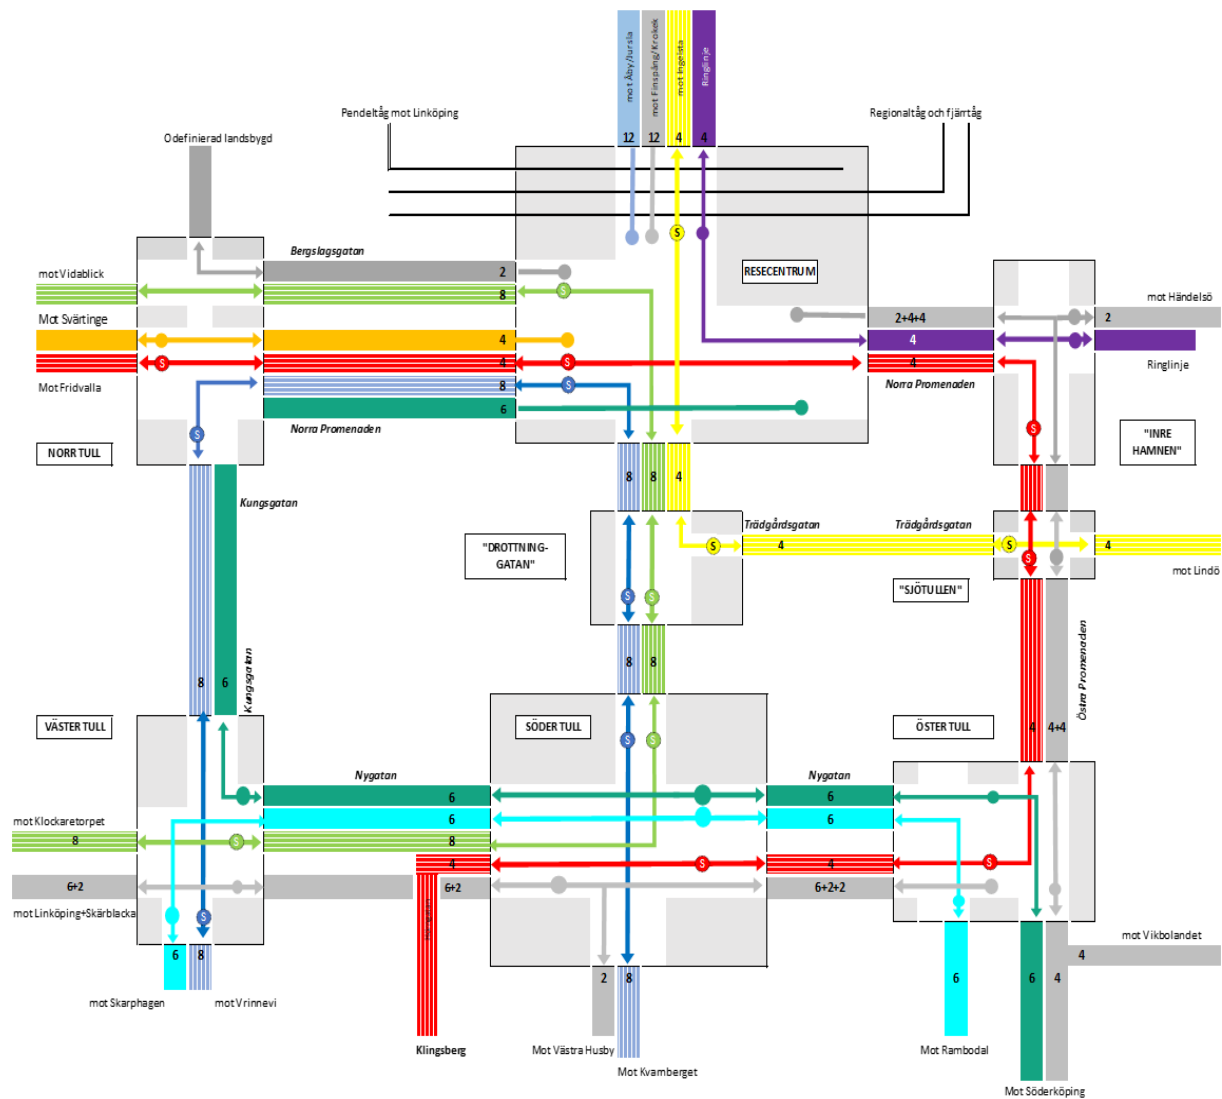 mot Åby/Jursla
mot Finspång/Krokek
mot Ingelsta
Ringlinje
12
12
4
4
Pendeltåg mot Linköping
Regionaltåg och fjärrtåg
Odefinierad landsbygd
S
Bergslagsgatan
RESECENTRUM
mot Vidablick
2
8
S
mot Händelsö
Mot Svärtinge
2+4+4
2
4
4
S
4
S
4
Ringlinje
Mot Fridvalla
8
S
Norra Promenaden
6
Norra Promenaden
S
S
NORR TULL
"INRE
HAMNEN"
8
8
4
Kungsgatan
Trädgårdsgatan
Trädgårdsgatan
"DROTTNING-
GATAN"
S
4
S
S
4
mot Lindö
"SJÖTULLEN"
S
S
8
8
8
6
Kungsgatan
Östra Promenaden
VÄSTER TULL
SÖDER TULL
S
S
ÖSTER TULL
4
4+4
Nygatan
Nygatan
6
6
6
6
mot Klockaretorpet
8
S
8
4
S
4
S
6+2
6+2
6+2+2
mot Linköping+Skärblacka
S
mot Vikbolandet
6
8
4
2
8
6
6
4
mot Skarphagen
mot Vrinnevi
Klingsberg
Mot Västra Husby
Mot Rambodal
Mot Kvarnberget
Mot Söderköping